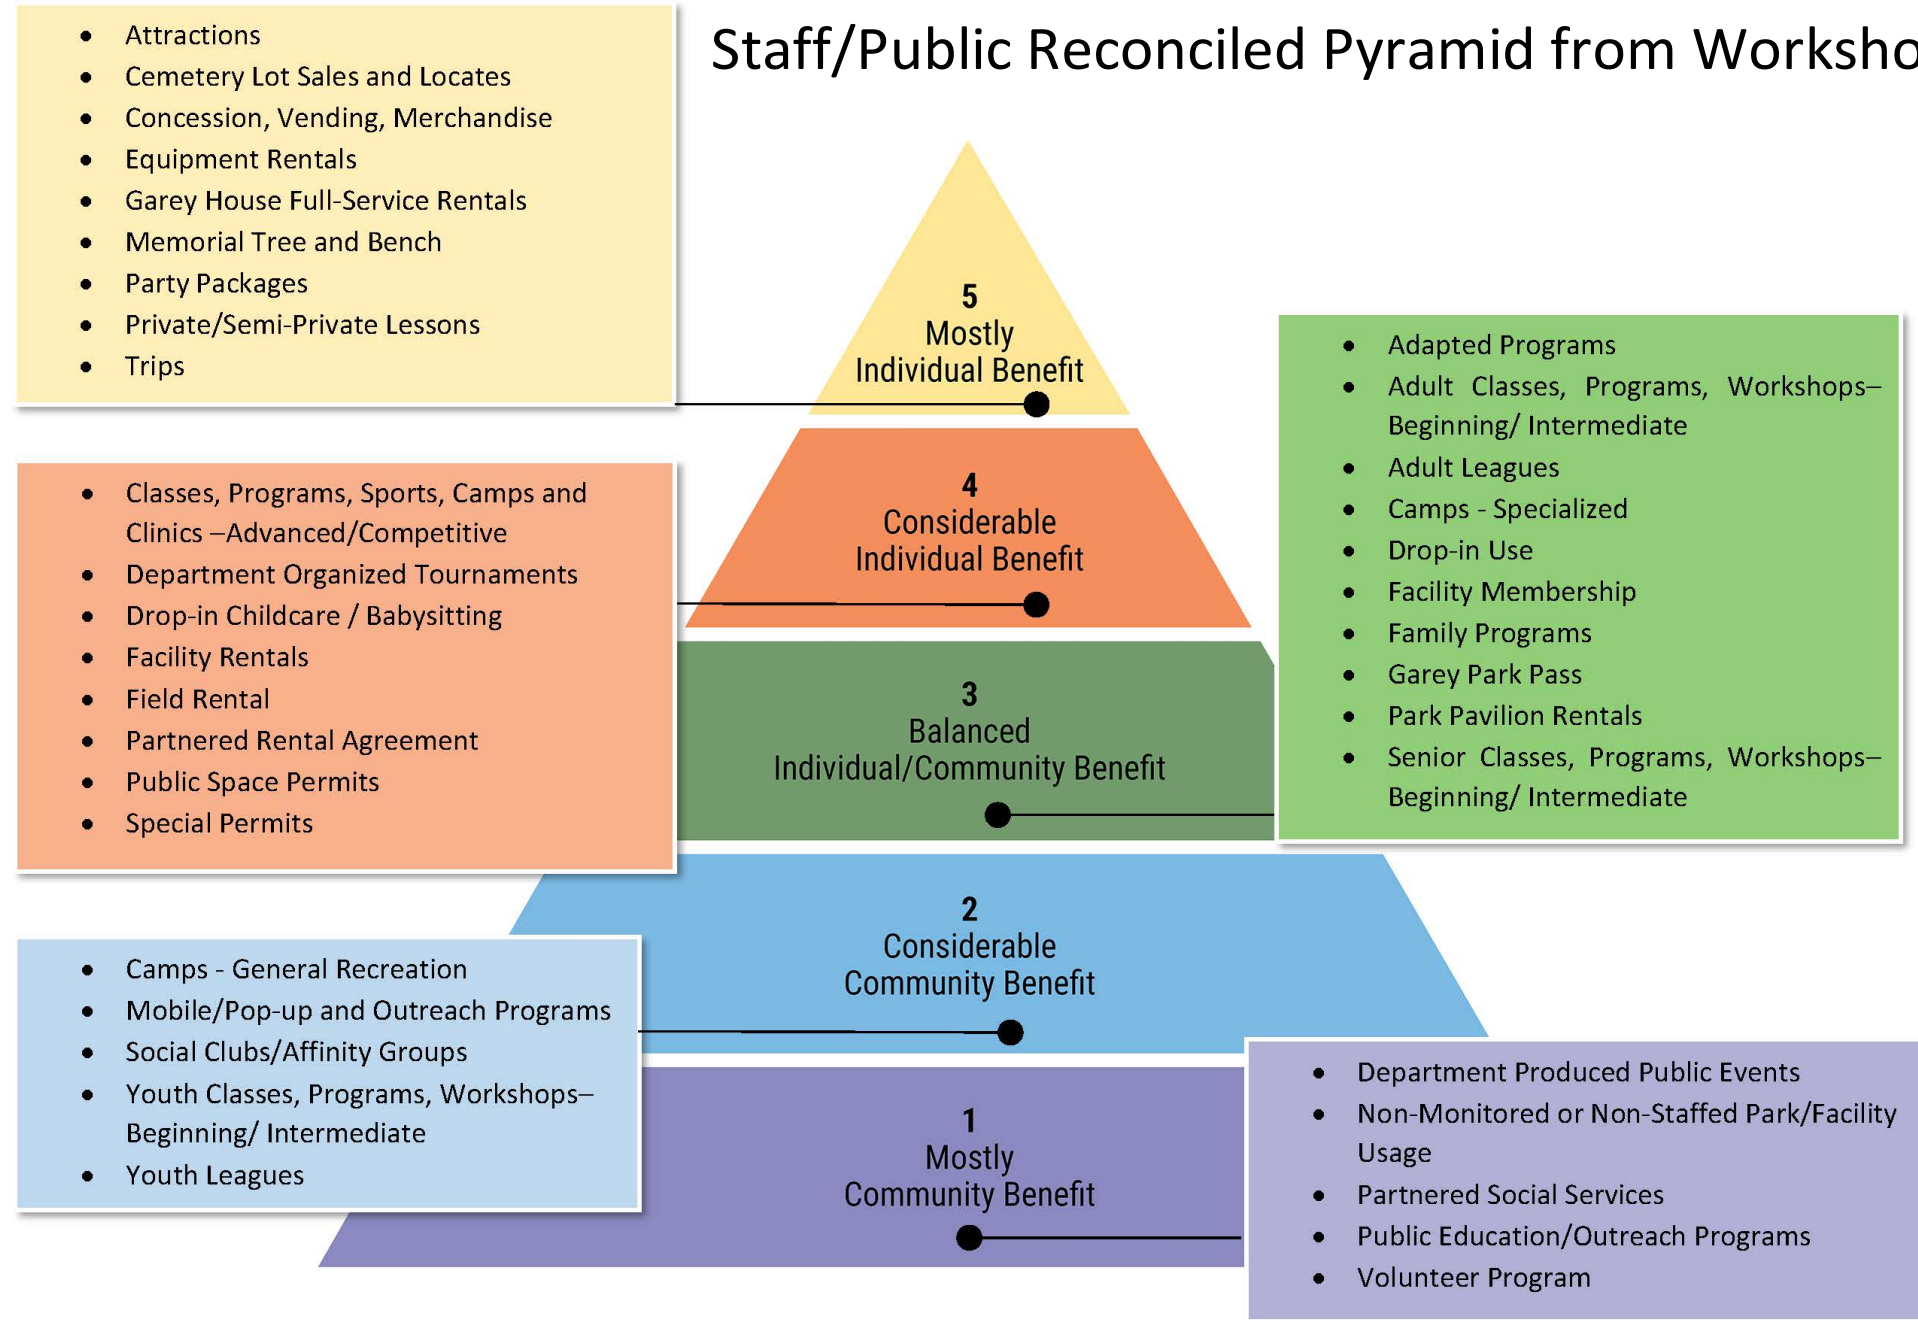 Staff/Public Reconciled Pyramid from Worksho
• Attractions
• Cemetery Lot Sales and Locates
• Concession, Vending, Merchandise
• Equipment Rentals
• Garey House Full-Service Rentals
• Memorial Tree and Bench
• Party Packages
• Private/Semi-Private Lessons
• Trips
5
Mostly
Individual Benefit
• Classes, Programs, Sports, Camps and
Clinics –Advanced/Competitive
• Department Organized Tournaments
• Drop-in Childcare / Babysitting
• Facility Rentals
• Field Rental
• Partnered Rental Agreement
• Public Space Permits
• Special Permits
4
Considerable
Individual Benefit
3
Balanced
Individual/Community Benefit
• Adapted Programs
• Adult Classes, Programs, Workshops–
Beginning/ Intermediate
• Adult Leagues
• Camps - Specialized
• Drop-in Use
• Facility Membership
• Family Programs
• Garey Park Pass
• Park Pavilion Rentals
• Senior Classes, Programs, Workshops–
Beginning/ Intermediate
• Camps - General Recreation
• Mobile/Pop-up and Outreach Programs
• Social Clubs/Affinity Groups
• Youth Classes, Programs, Workshops–
Beginning/ Intermediate
• Youth Leagues
2
Considerable
Community Benefit
1
Mostly
Community Benefit
• Department Produced Public Events
• Non-Monitored or Non-Staffed Park/Facility
Usage
• Partnered Social Services
• Public Education/Outreach Programs
• Volunteer Program